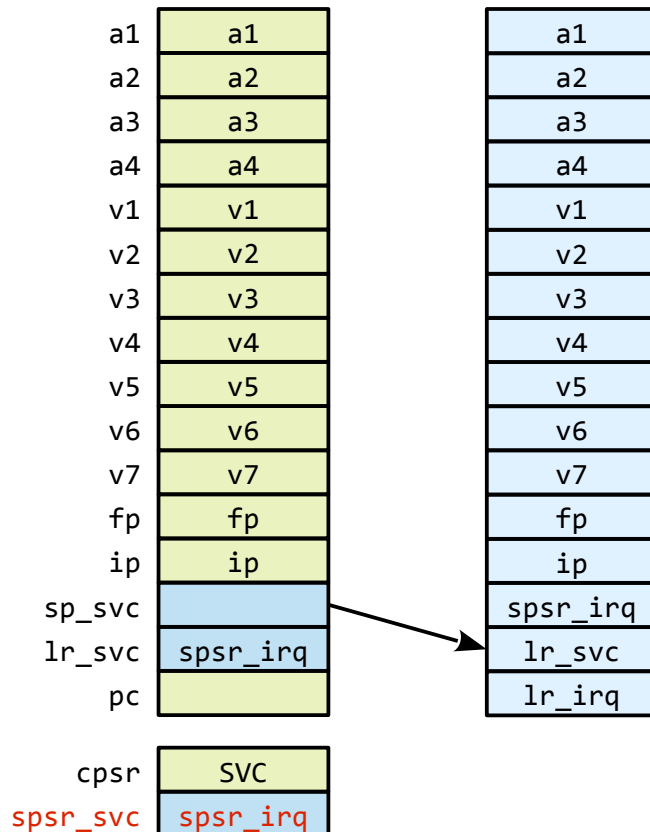 a1 a1 a1
a2 a2 a2
a3 a3 a3
a4 a4 a4
v1 v1 v1
v2 v2 v2
v3 v3 v3
v4 v4 v4
v5 v5 v5
v6 v6 v6
v7 v7 v7
fp fp fp
ip ip ip
sp_svc spsr_irq
lr_svc spsr_irq lr_svc
pc lr_irq
cpsr SVC
spsr_svc spsr_irq